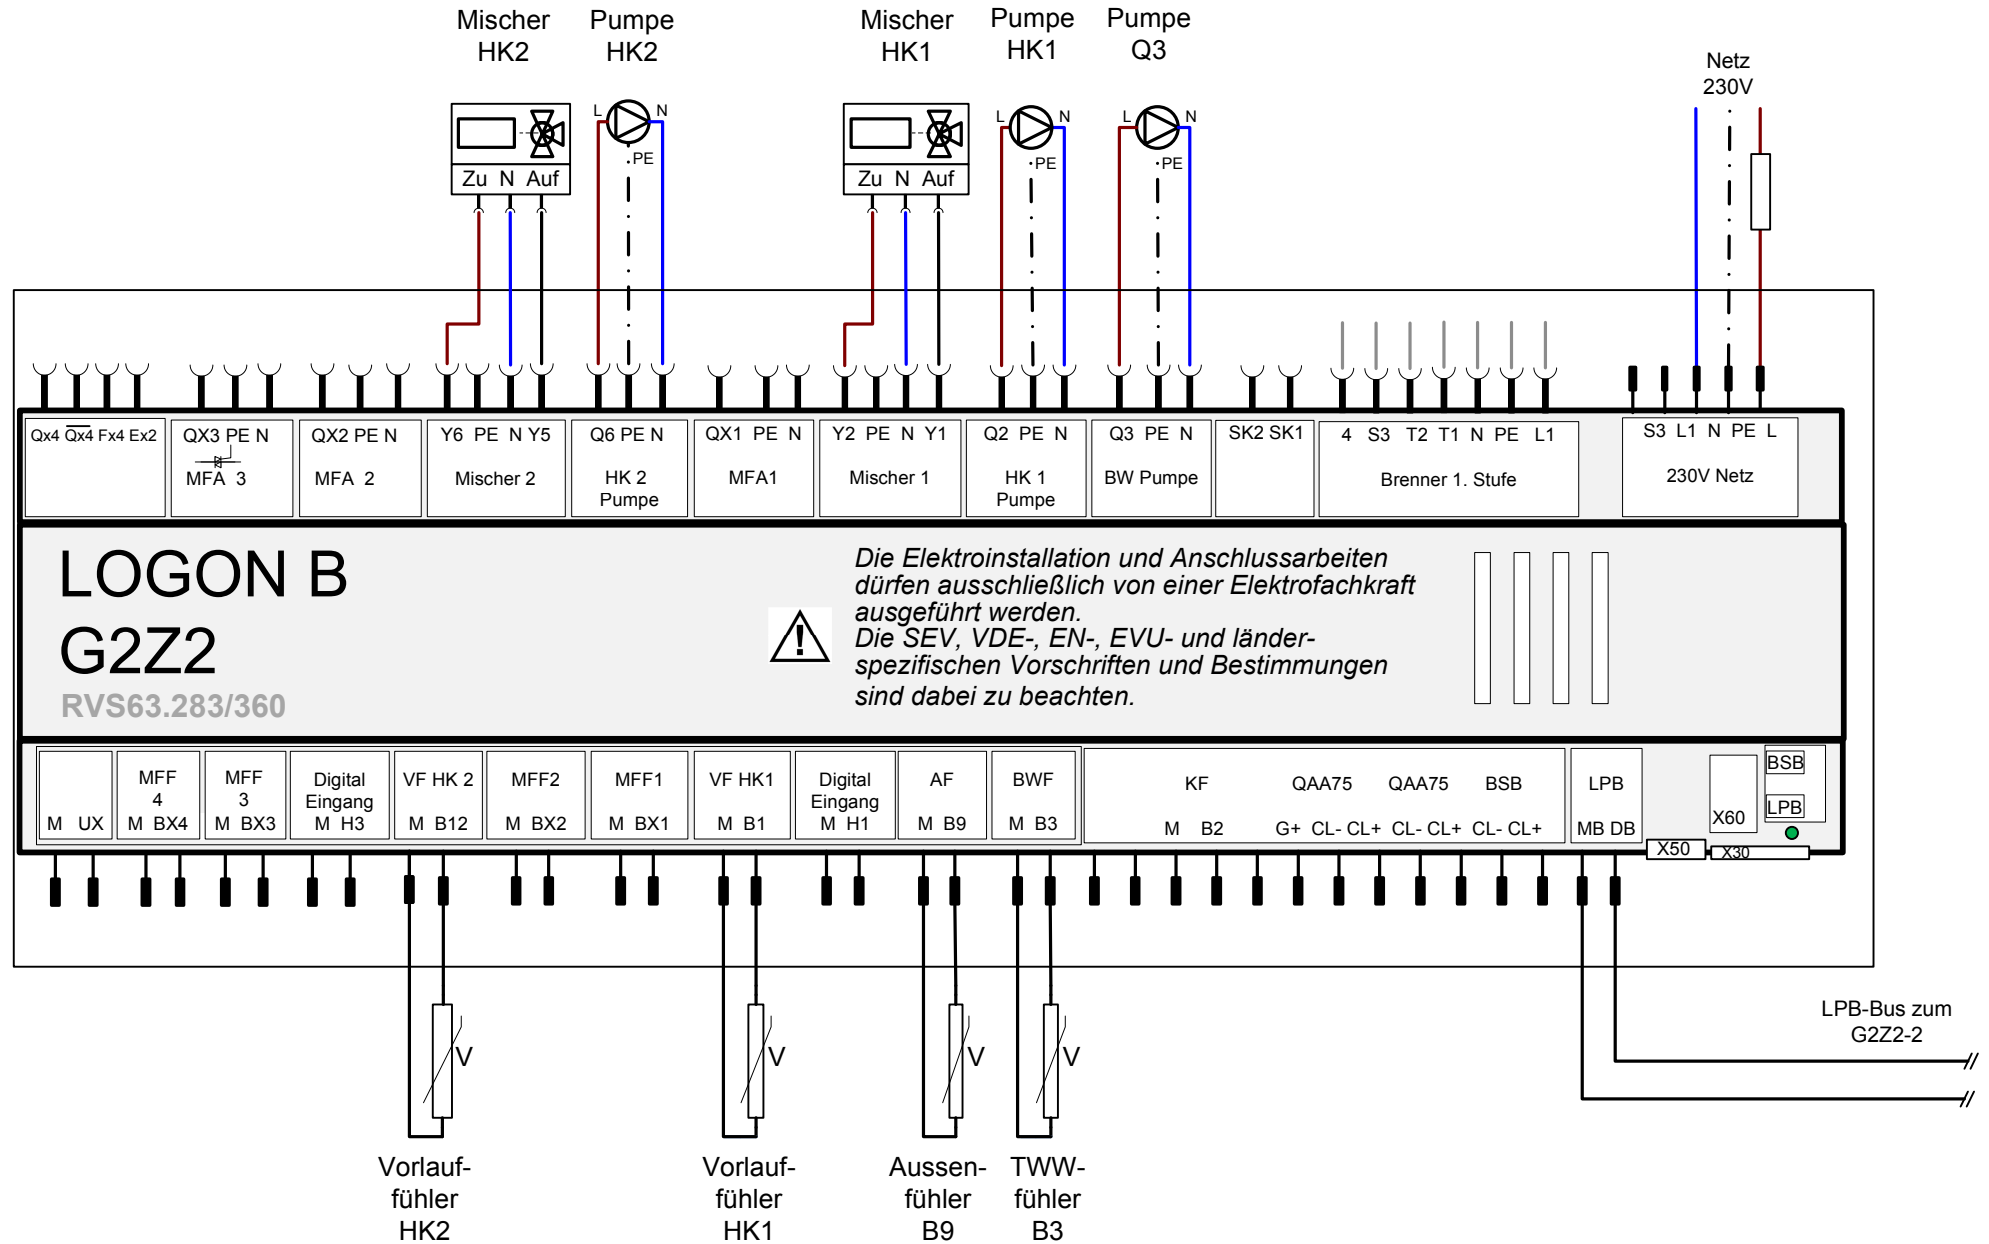 Mischer
HK2
Pumpe
HK2
Mischer
HK1
Pumpe
HK1
Pumpe
Q3
Netz
230V
L N
PE
Zu N Auf
L N
PE
Zu N Auf
L N
PE
Qx4 Qx4 Fx4 Ex2
QX3 PE N
MFA 3
QX2 PE N
MFA 2
Y6 PE N Y5
Mischer 2
Q6 PE N
HK 2
Pumpe
QX1 PE N
MFA1
Y2 PE N Y1
Mischer 1
Q2 PE N
HK 1
Pumpe
Q3 PE N
BW Pumpe
SK2 SK1
4 S3 T2 T1 N PE L1
Brenner 1. Stufe
S3 L1 N PE L
230V Netz
LOGON B
G2Z2
RVS63.283/360
Die Elektroinstallation und Anschlussarbeiten
dürfen ausschließlich von einer Elektrofachkraft
ausgeführt werden.
Die SEV, VDE-, EN-, EVU- und länder-
spezifischen Vorschriften und Bestimmungen
sind dabei zu beachten.
!
M UX
MFF
4
M BX4
MFF
3
M BX3
Digital
Eingang
M H3
VF HK 2
M B12
MFF2
M BX2
MFF1
M BX1
VF HK1
M B1
Digital
Eingang
M H1
AF
M B9
BWF
M B3
KF
M B2
QAA75
G+ CL- CL+
QAA75
CL- CL+
BSB
CL- CL+
LPB
MB DB
X60
BSB
LPB
X50
X30
V
V
V
V
LPB-Bus zum
G2Z2-2
Vorlauf-
fühler
HK2
Vorlauf-
fühler
HK1
Aussen-
fühler
B9
TWW-
fühler
B3